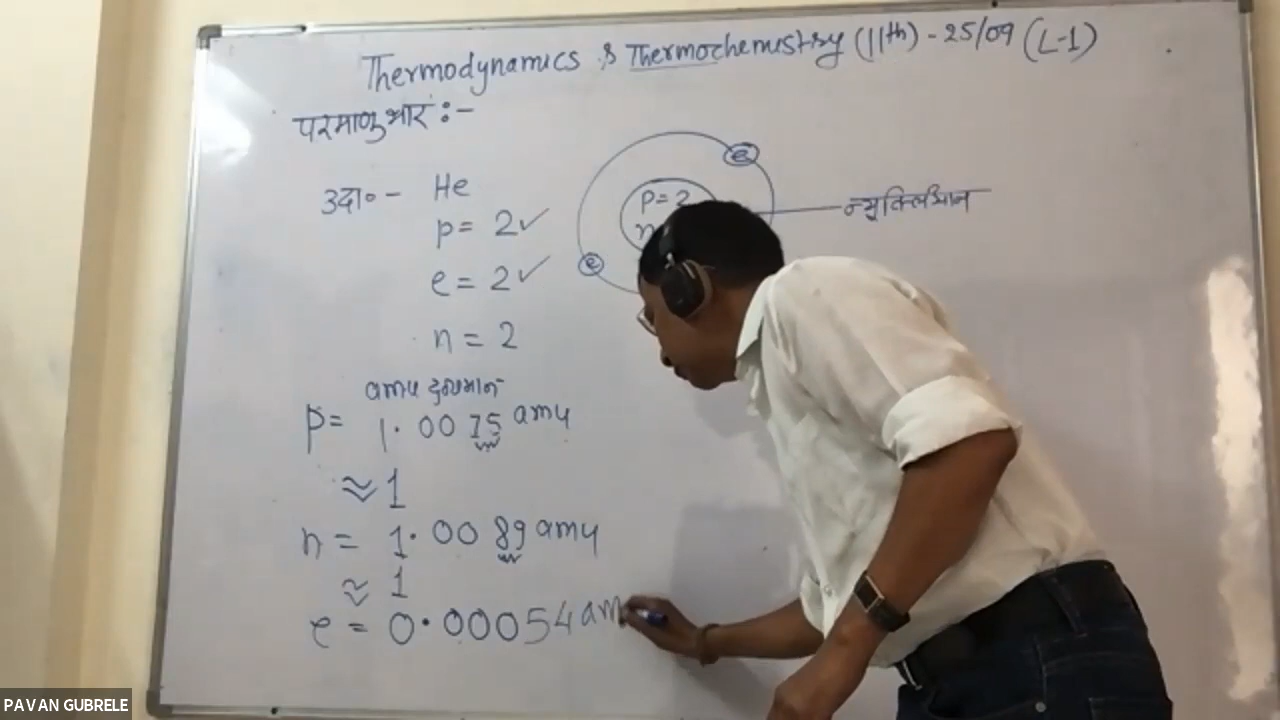 Thermodynamics & Thermochemistry (11th) - 25/09 (L-1)
परमाणु भार :-
उदा० - He
p = 2 ✓
e = 2 ✓
n = 2
e
P = 2
n
e
न्युक्लिआन
amu द्रव्यमान
p = 1.0075 amu
≈ 1
n = 1.0089 amu
≈ 1
e = 0.00054 am
PAVAN GUBRELE